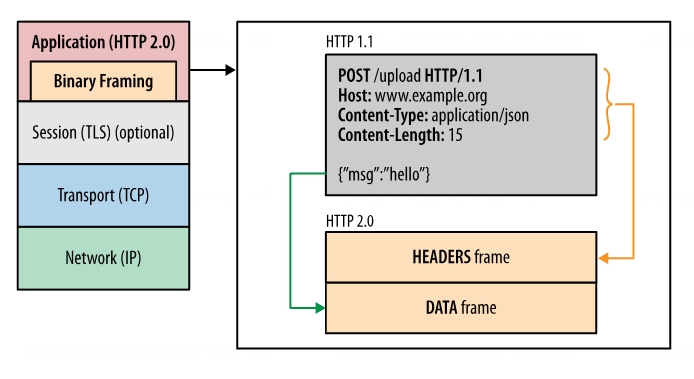 Application (HTTP 2.0)
Binary Framing
Session (TLS) (optional)
Transport (TCP)
Network (IP)
HTTP 1.1
POST /upload HTTP/1.1
Host: www.example.org
Content-Type: application/json
Content-Length: 15
{”msg”:”hello”}
HTTP 2.0
HEADERS frame
DATA frame